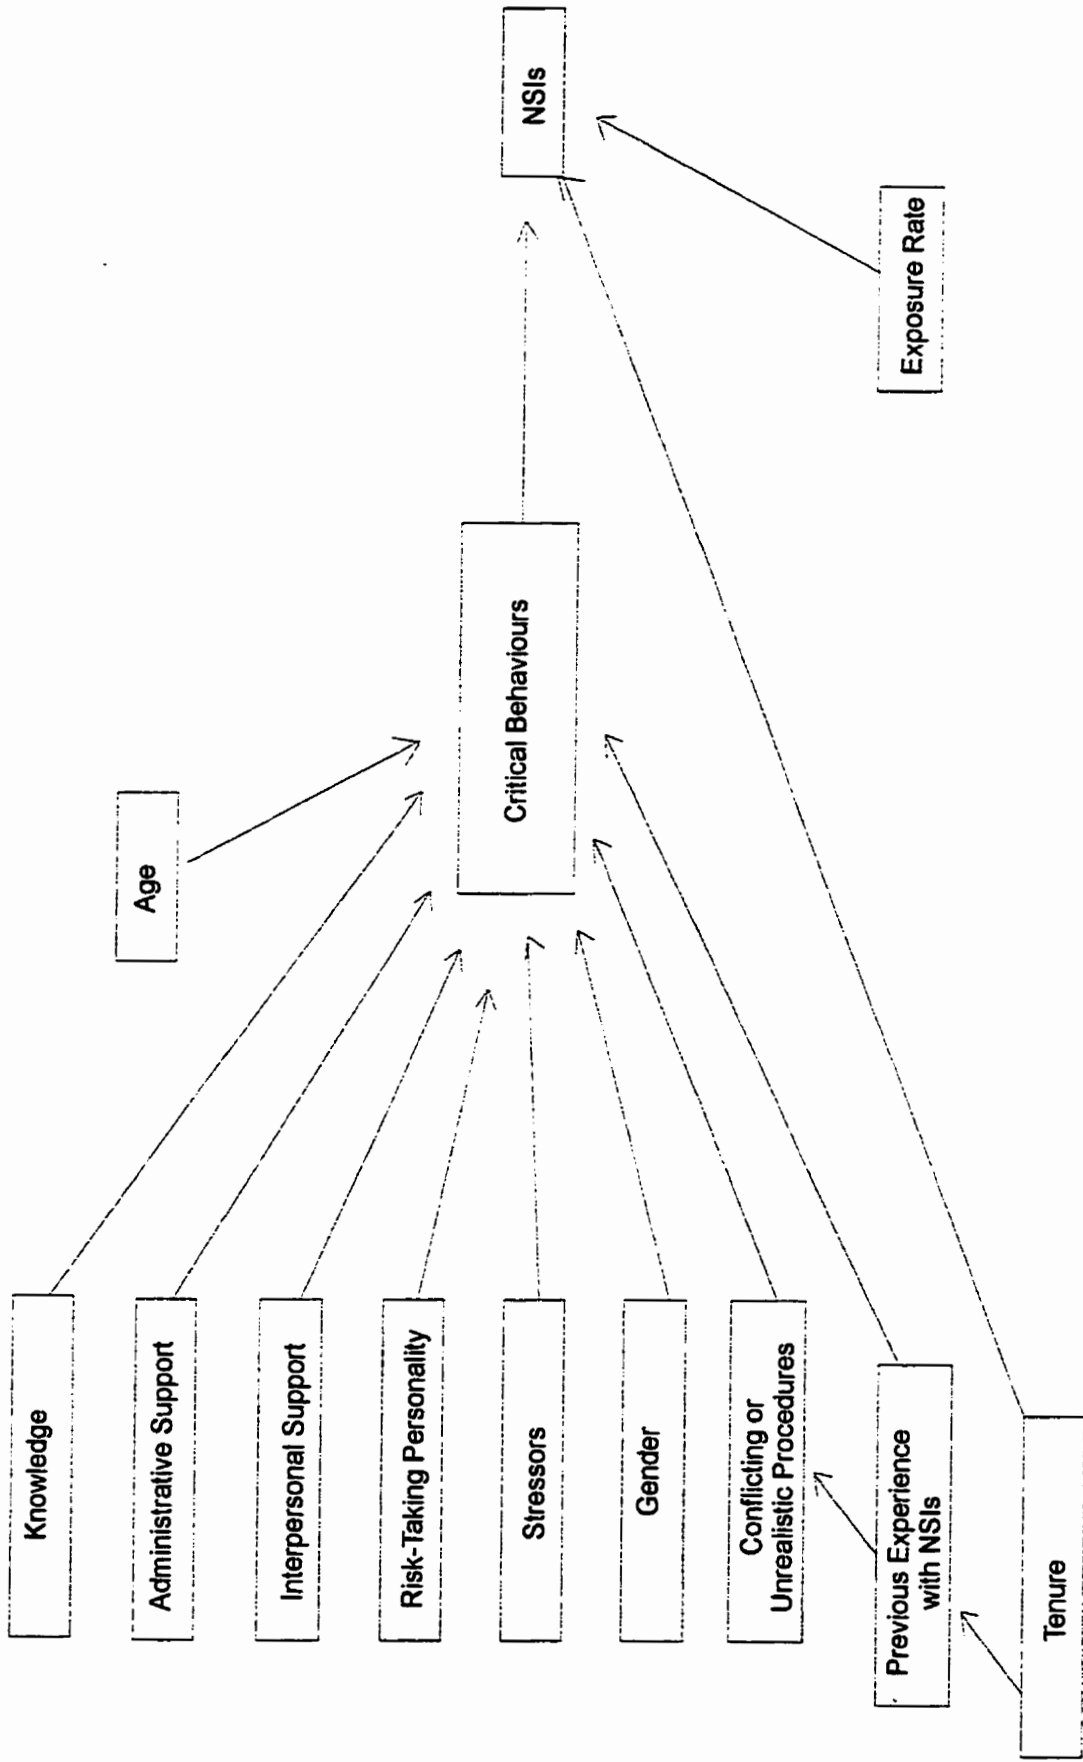 Knowledge
Administrative Support
Interpersonal Support
Risk-Taking Personality
Stressors
Gender
Conflicting or
Unrealistic Procedures
Previous Experience
with NSIs
Tenure
Age
Critical Behaviours
NSIs
Exposure Rate